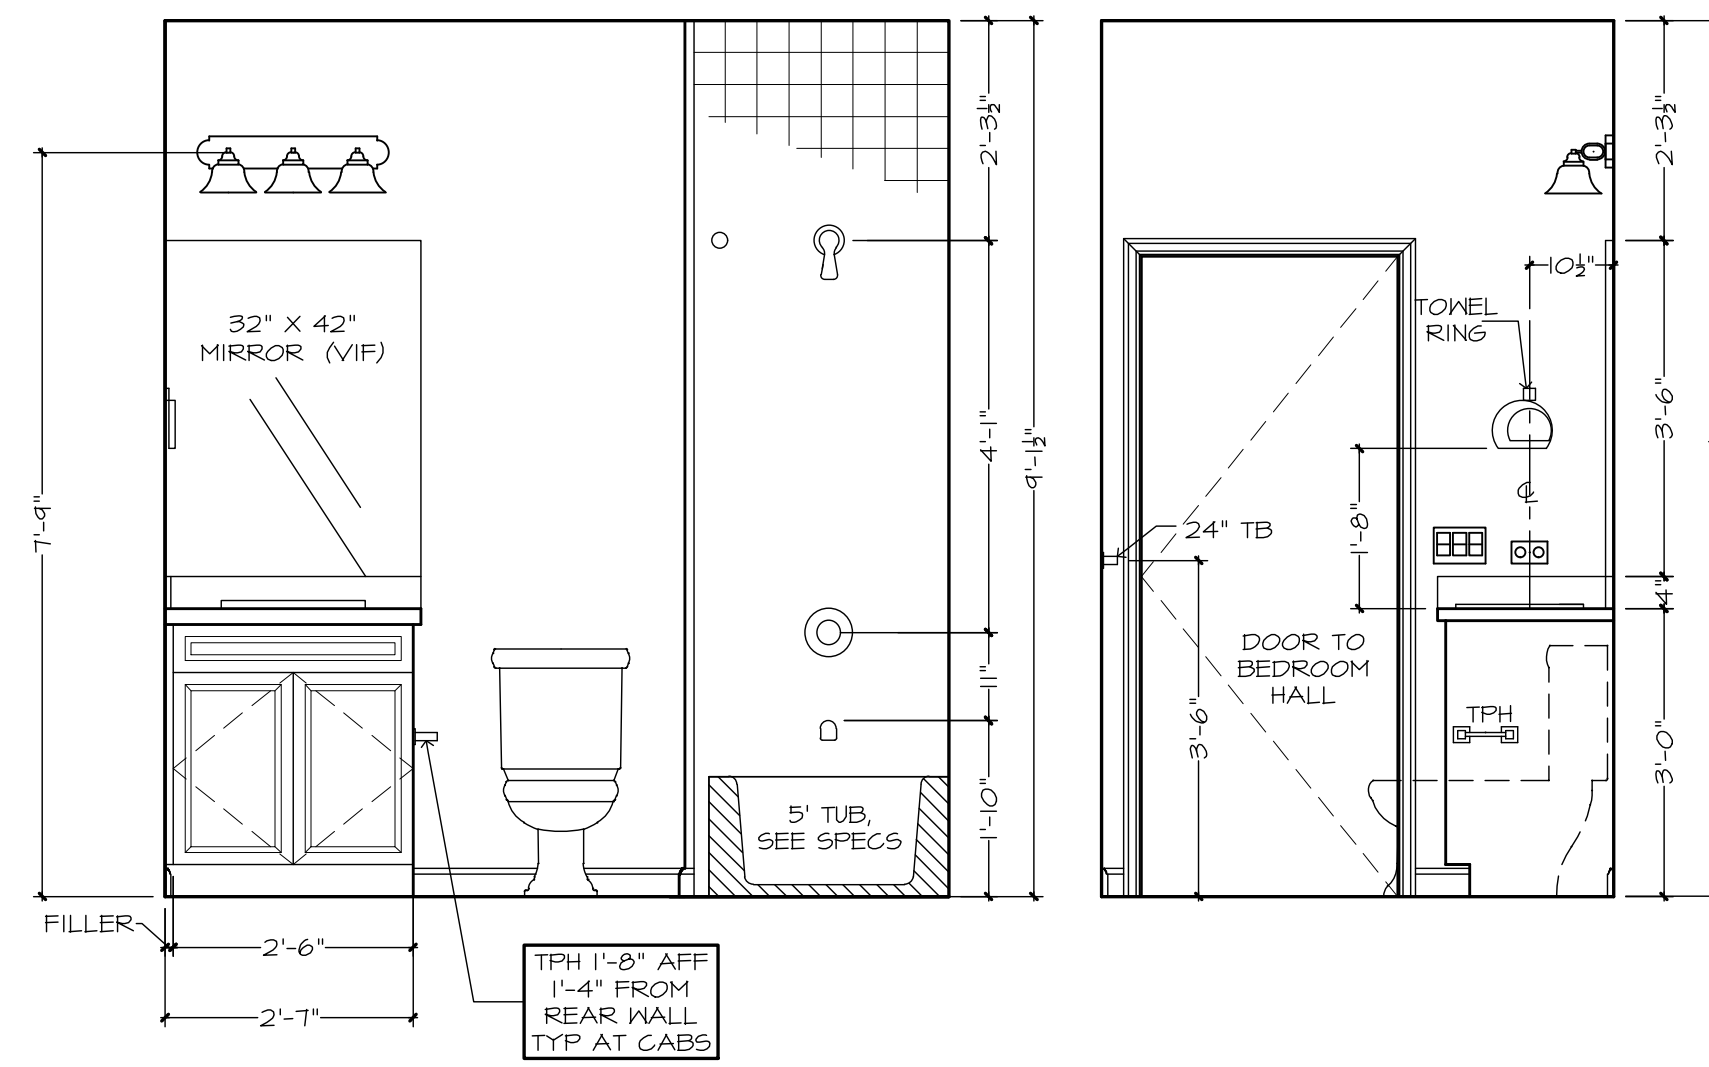 2'-3½"
2'-3½"
10½"
TOWEL
RING
32" X 42"
MIRROR (VIF)
3'-6"
4'-1"
9'-1½"
7'-9"
1'-8"
24" TB
4"
DOOR TO
BEDROOM
HALL
11"
3'-6"
TPH
3'-0"
1'-10"
5' TUB,
SEE SPECS
FILLER
2'-6"
2'-7"
TPH 1'-8" AFF
1'-4" FROM
REAR WALL
TYP AT CABS